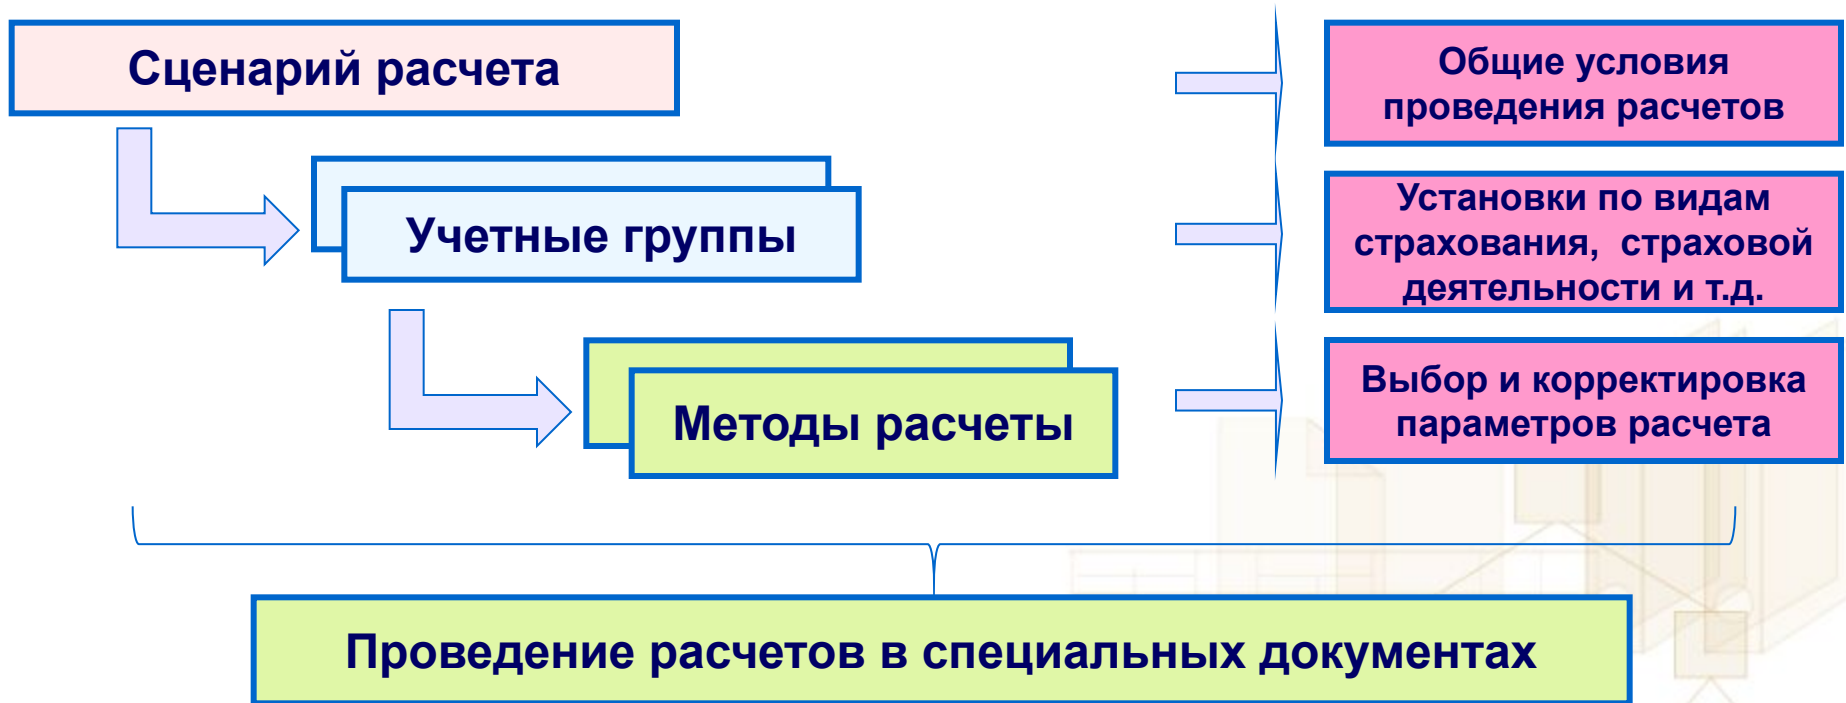 Сценарий расчета
Общие условия
проведения расчетов
Учетные группы
Установки по видам
страхования, страховой
деятельности и т.д.
Методы расчеты
Выбор и корректировка
параметров расчета
Проведение расчетов в специальных документах